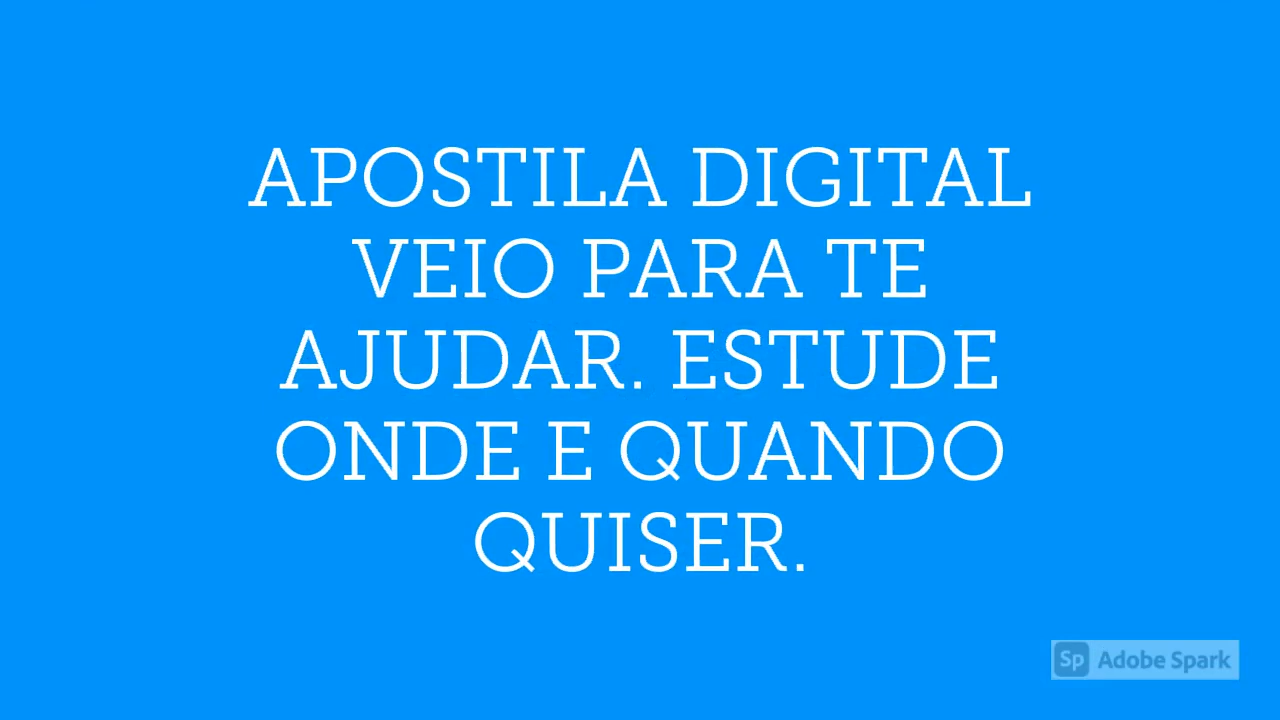 APOSTILA DIGITAL
VEIO PARA TE
AJUDAR. ESTUDE
ONDE E QUANDO
QUISER.
Sp Adobe Spark